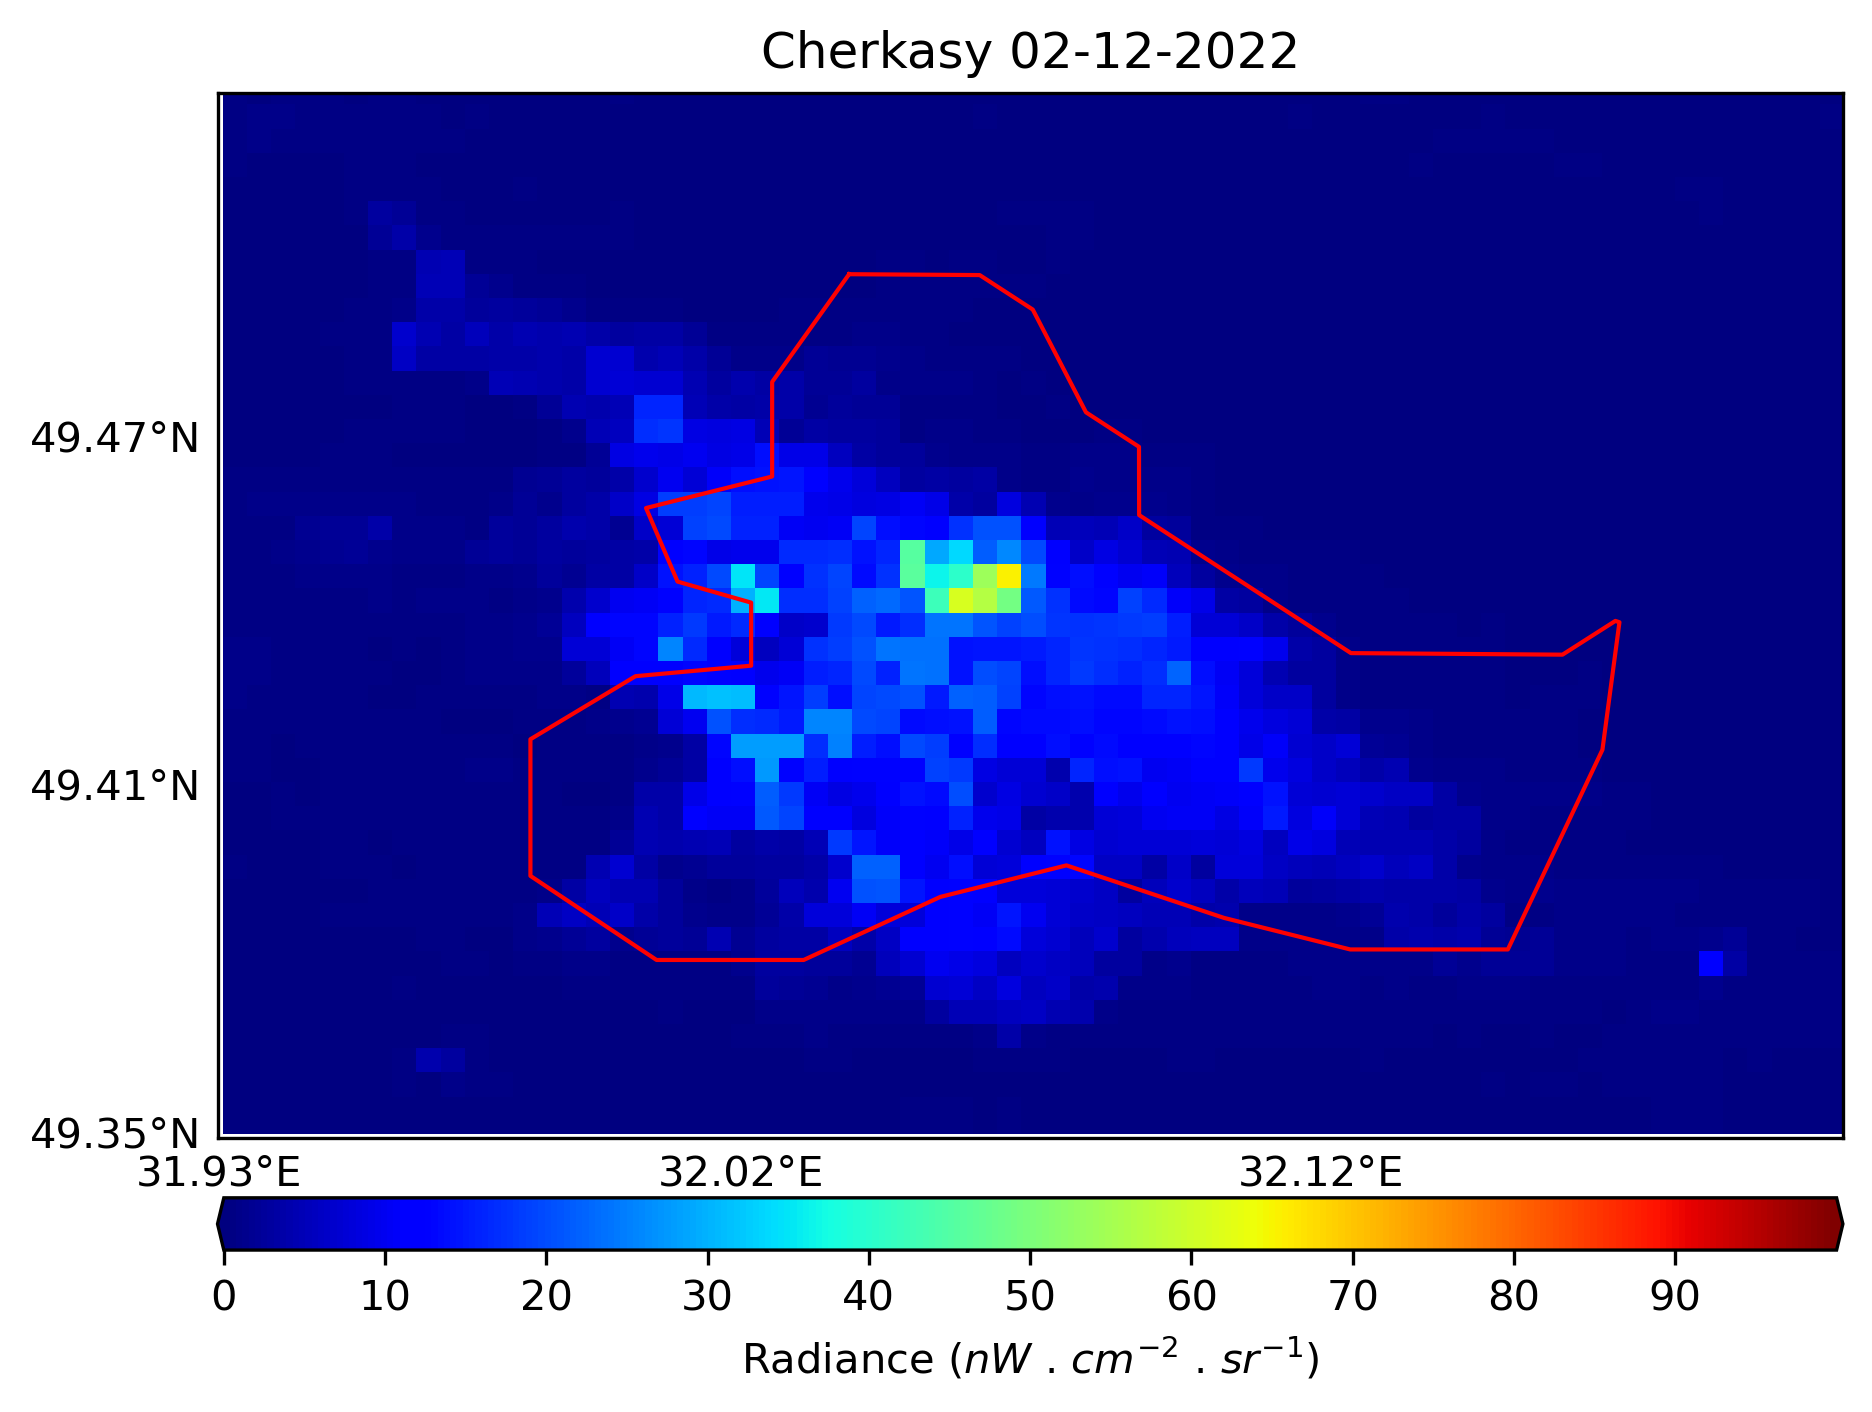 Cherkasy 02-12-2022
49.47°N
49.41°N
49.35°N
31.93°E 32.02°E 32.12°E
0 10 20 30 40 50 60 70 80 90
Radiance (nW . cm⁻² . sr⁻¹)